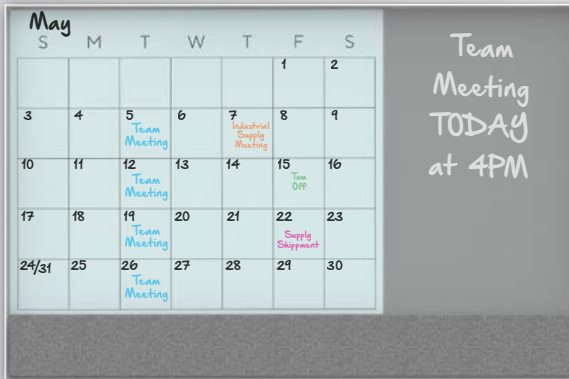 May
S M T W T F S
1 2
3 4 5 6 7 8 9
Team
Meeting
Industrial
Supply
Meeting
10 11 12 13 14 15 16
Team
Meeting
Tom
Off
17 18 19 20 21 22 23
Team
Meeting
Supply
Shippment
24/31 25 26 27 28 29 30
Team
Meeting
Team
Meeting
TODAY
at 4PM